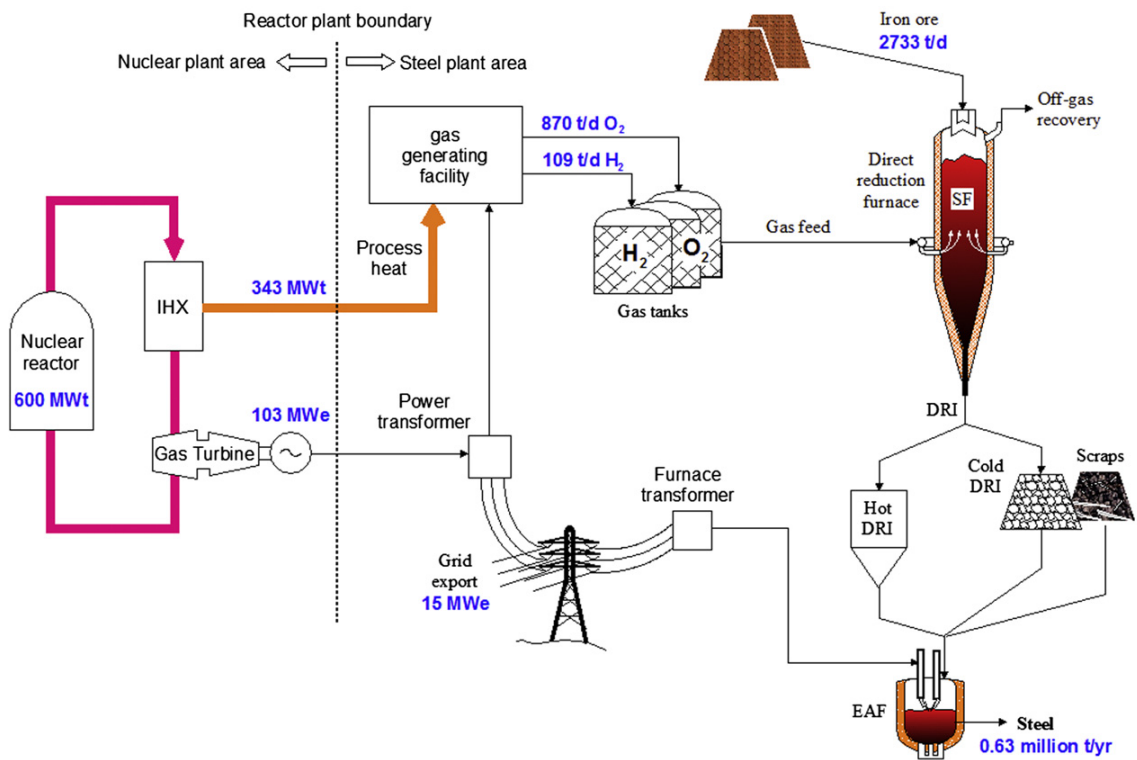 Reactor plant boundary
Nuclear plant area
Steel plant area
Iron ore
2733 t/d
Off-gas
recovery
gas
generating
facility
870 t/d O₂
109 t/d H₂
Direct
reduction
furnace
SF
Process
heat
H₂
O₂
Gas feed
Gas tanks
343 MWt
IHX
Nuclear
reactor
600 MWt
103 MWe
Gas Turbine
Power
transformer
DRI
Cold
DRI
Scraps
Hot
DRI
Furnace
transformer
Grid
export
15 MWe
EAF
Steel
0.63 million t/yr